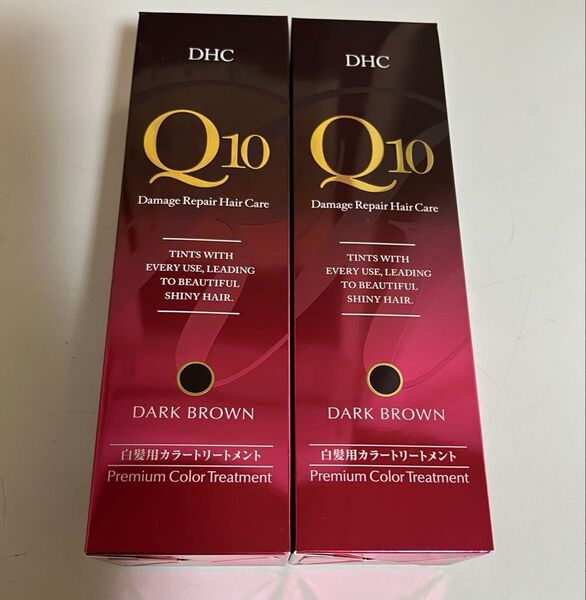 DHC
Q10
Damage Repair Hair Care
TINTS WITH
EVERY USE, LEADING
TO BEAUTIFUL
SHINY HAIR.
DARK BROWN
白髪用カラートリートメント
Premium Color Treatment
DHC
Q10
Damage Repair Hair Care
TINTS WITH
EVERY USE, LEADING
TO BEAUTIFUL
SHINY HAIR.
DARK BROWN
白髪用カラートリートメント
Premium Color Treatment